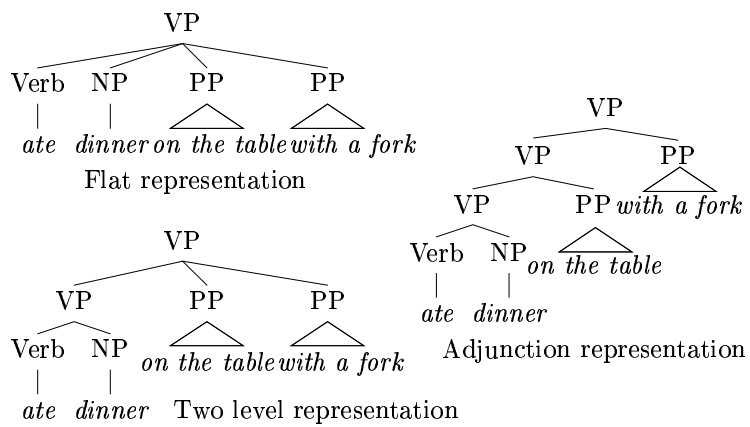 VP
Verb NP PP PP
ate dinner on the table with a fork
Flat representation
VP
VP PP PP
Verb NP on the table with a fork
ate dinner Two level representation
VP
VP PP
VP PP with a fork
Verb NP on the table
ate dinner
Adjunction representation